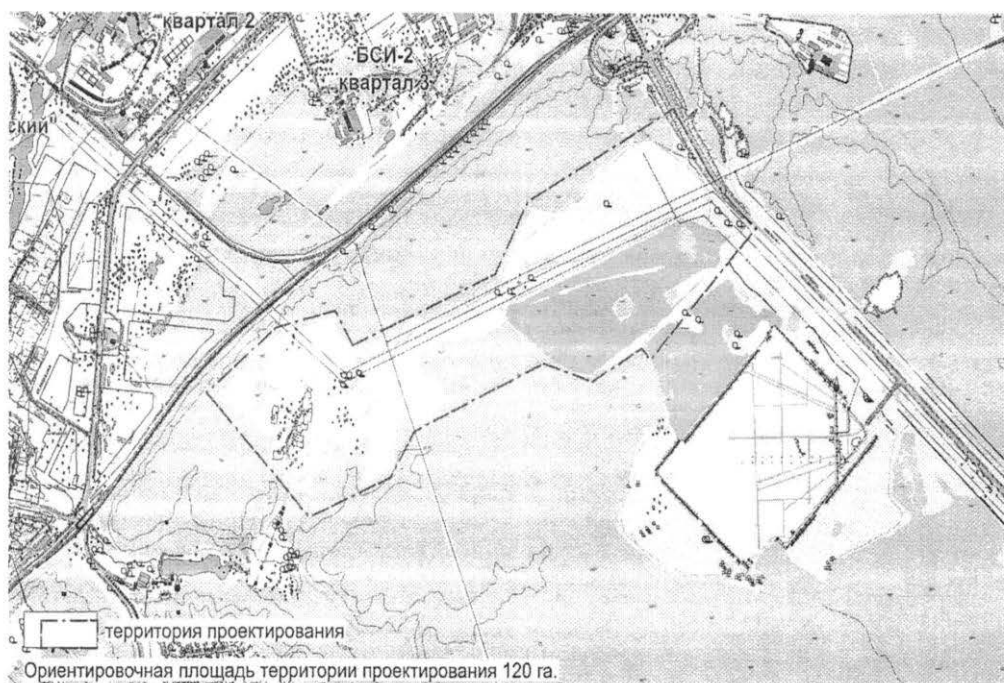 квартал 2
БСИ-2
квартал 3
ский"
территория проектирования
Ориентировочная площадь территории проектирования 120 га.